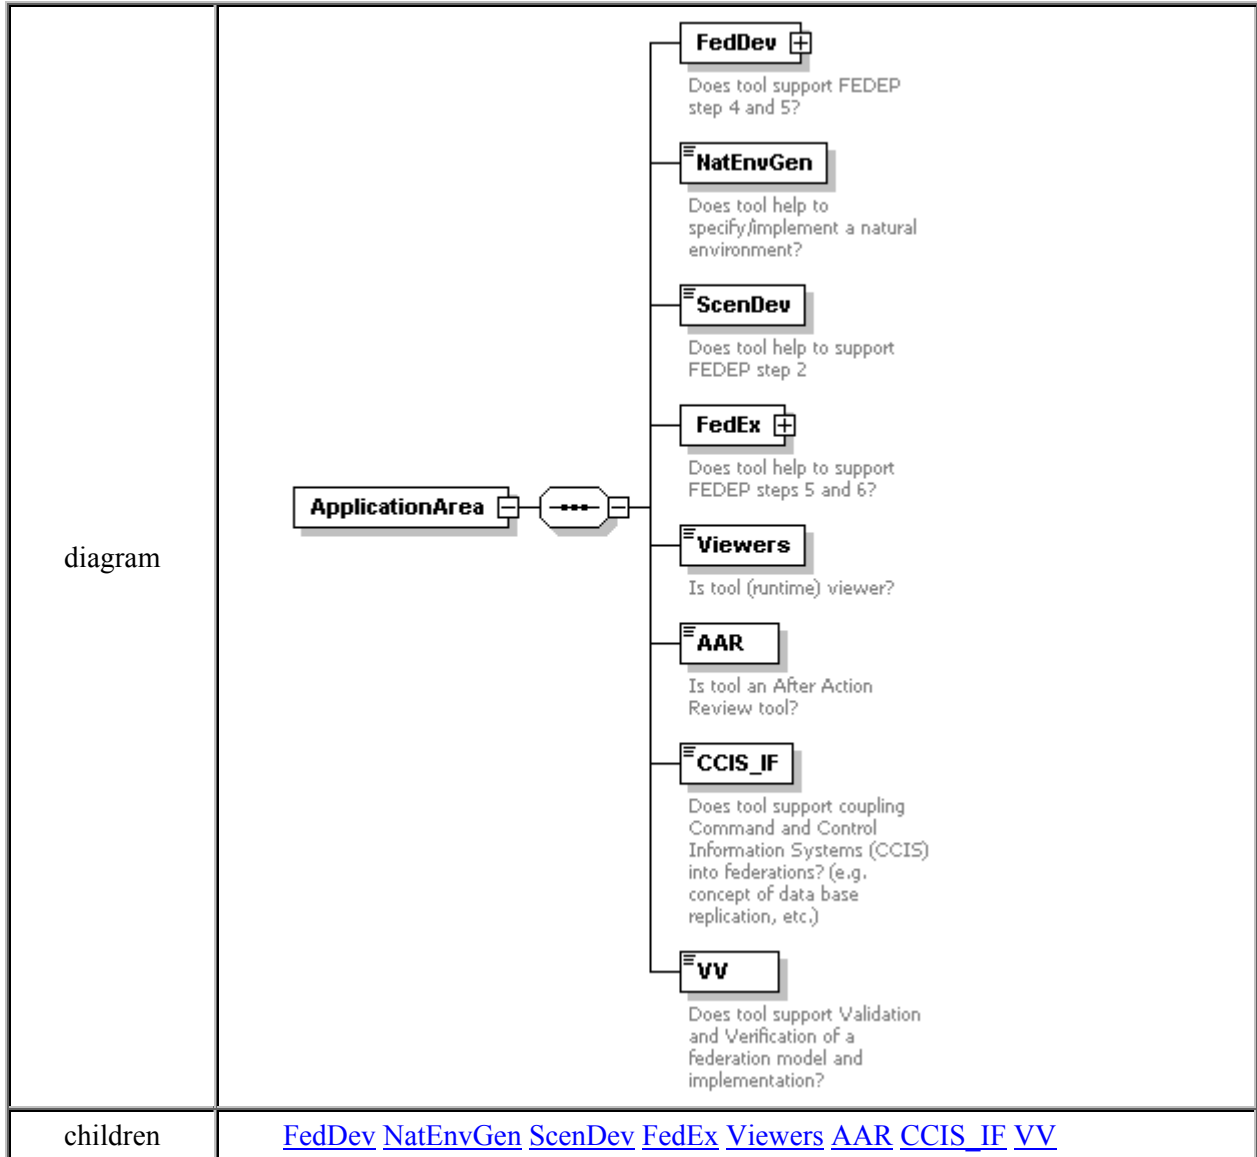 FedDev
Does tool support FEDEP
step 4 and 5?
NatEnvGen
Does tool help to
specify/implement a natural
environment?
ScenDev
Does tool help to support
FEDEP step 2
FedEx
Does tool help to support
FEDEP steps 5 and 6?
ApplicationArea
diagram
Viewers
Is tool (runtime) viewer?
AAR
Is tool an After Action
Review tool?
CCIS_IF
Does tool support coupling
Command and Control
Information Systems (CCIS)
into federations? (e.g.
concept of data base
replication, etc.)
VV
Does tool support Validation
and Verification of a
federation model and
implementation?
children FedDev NatEnvGen ScenDev FedEx Viewers AAR CCIS_IF VV